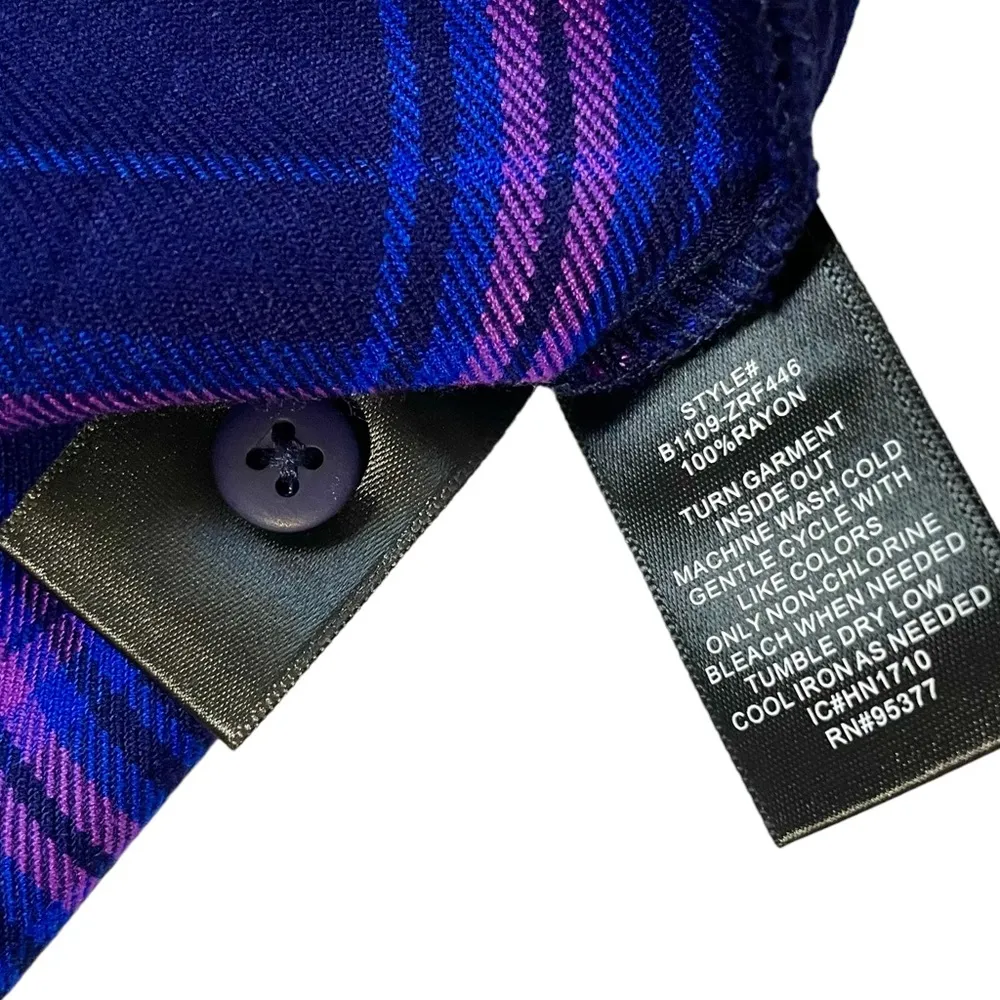 STYLE#
B1109-ZRF446
100%RAYON
TURN GARMENT
INSIDE OUT
MACHINE WASH COLD
GENTLE CYCLE WITH
LIKE COLORS
ONLY NON-CHLORINE
BLEACH WHEN NEEDED
TUMBLE DRY LOW
COOL IRON AS NEEDED
IC#HN1710
RN#95377